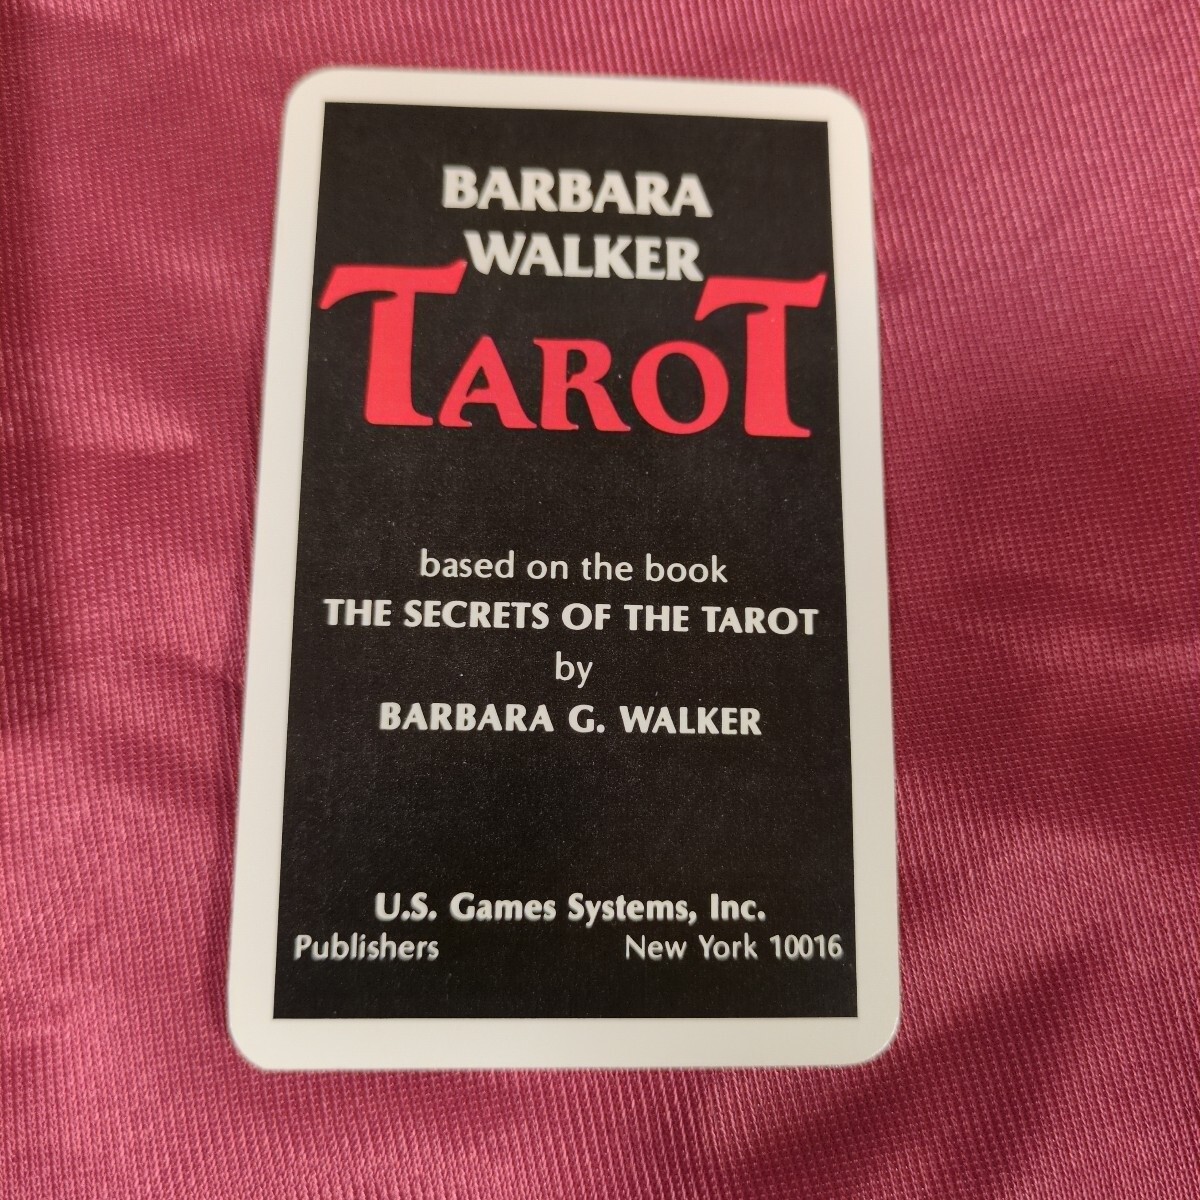 BARBARA
WALKER
TAROT
based on the book
THE SECRETS OF THE TAROT
by
BARBARA G. WALKER
U.S. Games Systems, Inc.
Publishers New York 10016